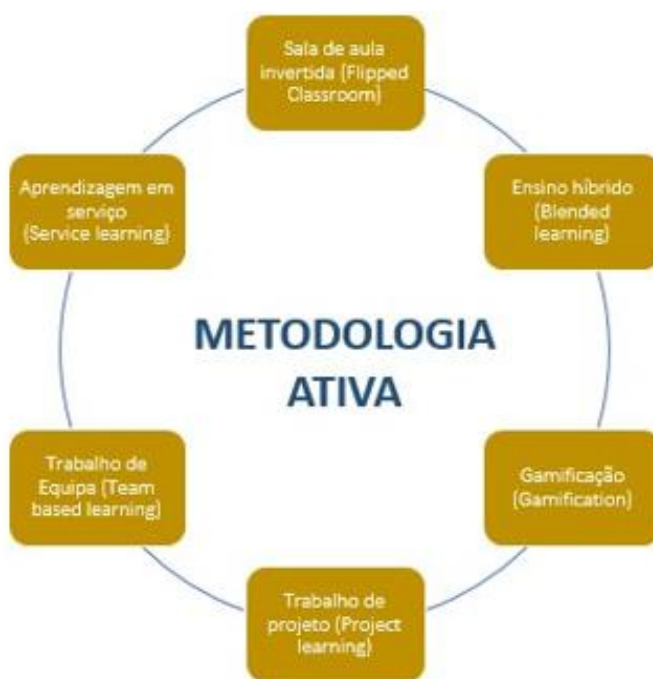 Sala de aula
invertida (Flipped
Classroom)
Ensino híbrido
(Blended
learning)
Gamificação
(Gamification)
Trabalho de
projeto (Project
learning)
Trabalho de
Equipa (Team
based learning)
Aprendizagem em
serviço
(Service learning)
METODOLOGIA
ATIVA